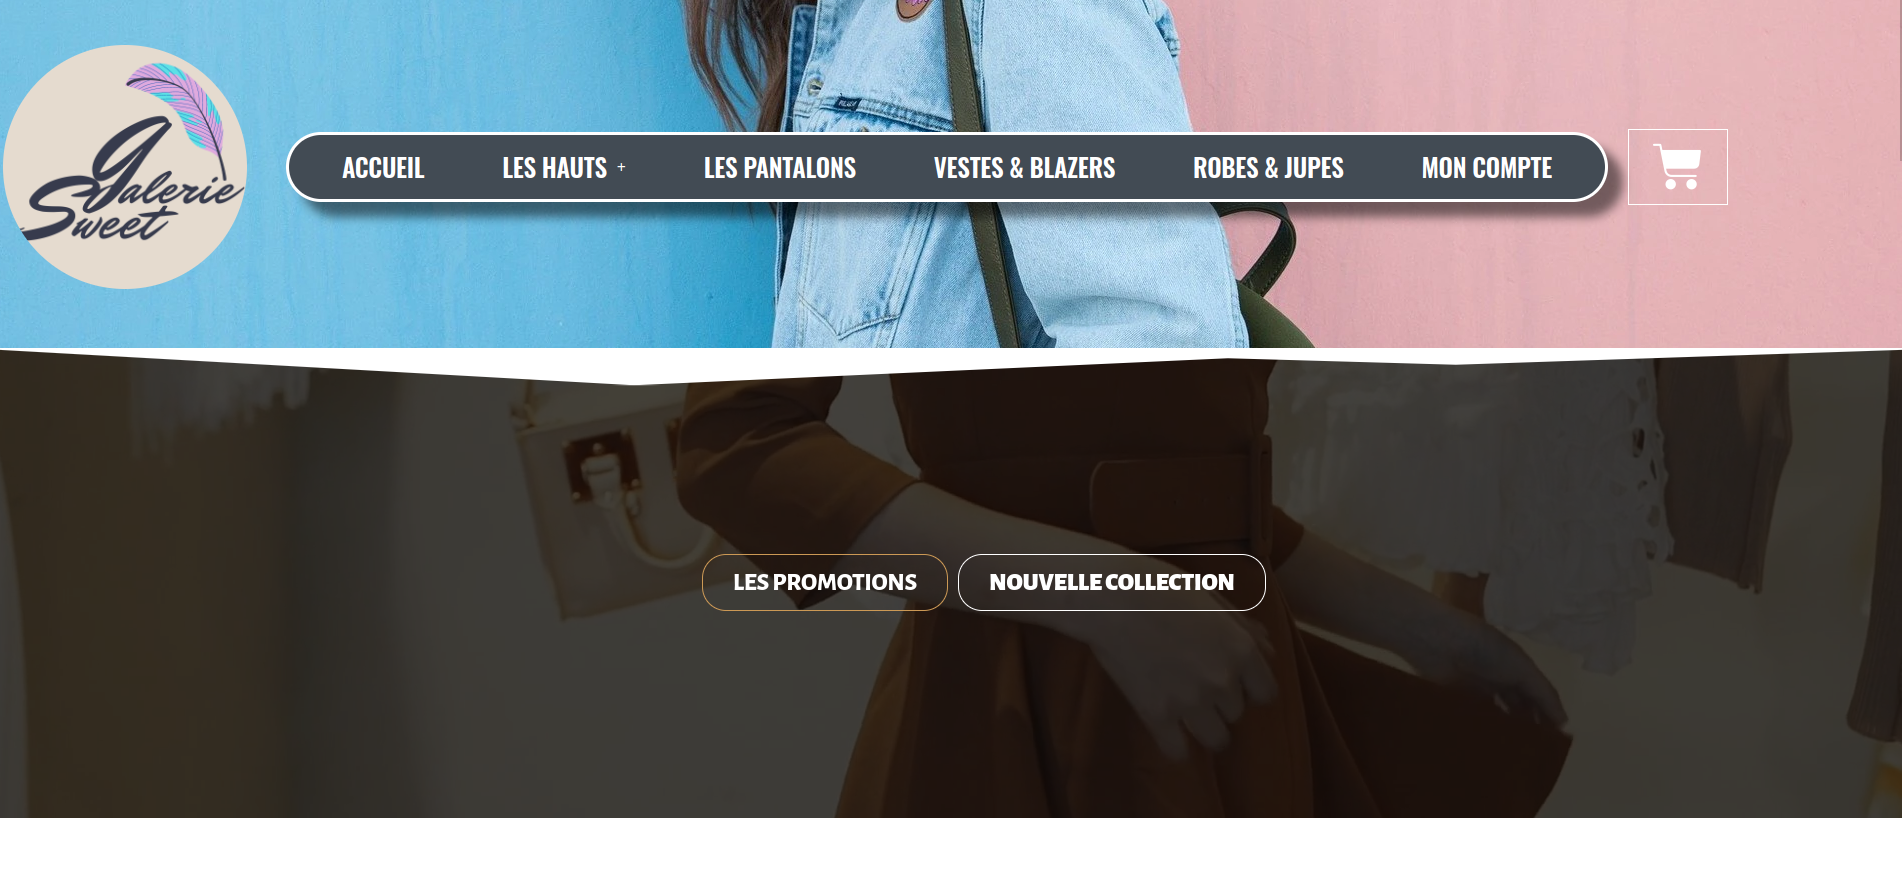 Galerie
Sweet
ACCUEIL
LES HAUTS +
LES PANTALONS
VESTES & BLAZERS
ROBES & JUPES
MON COMPTE
LES PROMOTIONS
NOUVELLE COLLECTION